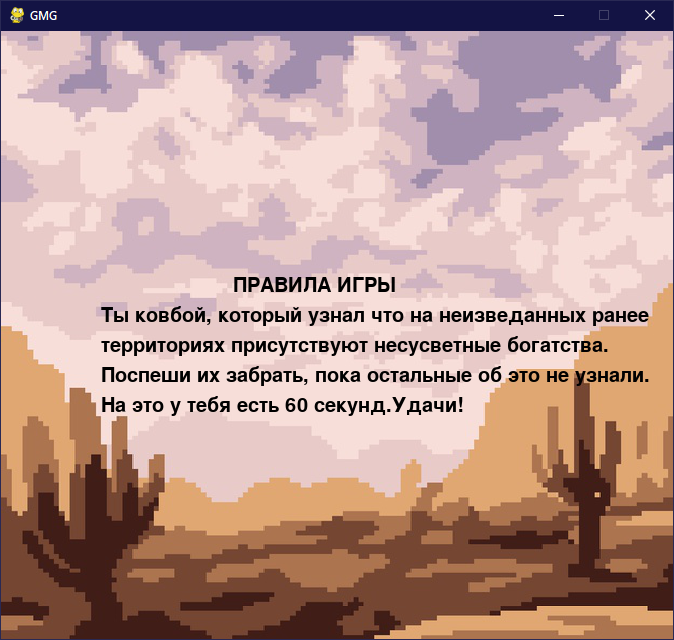 GMG
ПРАВИЛА ИГРЫ
Ты ковбой, который узнал что на неизведанных ранее
территориях присутствуют несусветные богатства.
Поспеши их забрать, пока остальные об это не узнали.
На это у тебя есть 60 секунд.Удачи!